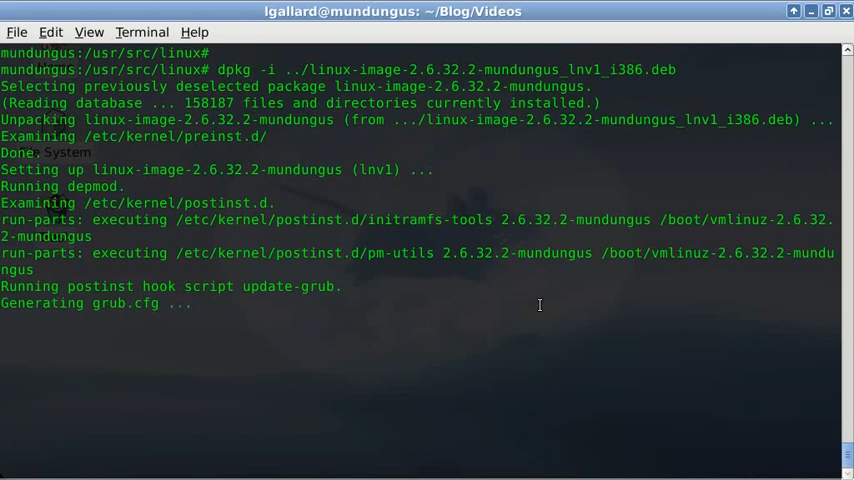 lgallard@mundungus: ~/Blog/Videos
File Edit View Terminal Help
mundungus:/usr/src/linux#
mundungus:/usr/src/linux# dpkg -i ../linux-image-2.6.32.2-mundungus_lnv1_i386.deb
Selecting previously deselected package linux-image-2.6.32.2-mundungus.
(Reading database ... 158187 files and directories currently installed.)
Unpacking linux-image-2.6.32.2-mundungus (from .../linux-image-2.6.32.2-mundungus_lnv1_i386.deb) ...
Examining /etc/kernel/preinst.d/
Done.
File System
Setting up linux-image-2.6.32.2-mundungus (lnv1) ...
Running depmod.
Examining /etc/kernel/postinst.d.
run-parts: executing /etc/kernel/postinst.d/initramfs-tools 2.6.32.2-mundungus /boot/vmlinuz-2.6.32.
2-mundungus
run-parts: executing /etc/kernel/postinst.d/pm-utils 2.6.32.2-mundungus /boot/vmlinuz-2.6.32.2-mundu
ngus
Running postinst hook script update-grub.
Generating grub.cfg ...